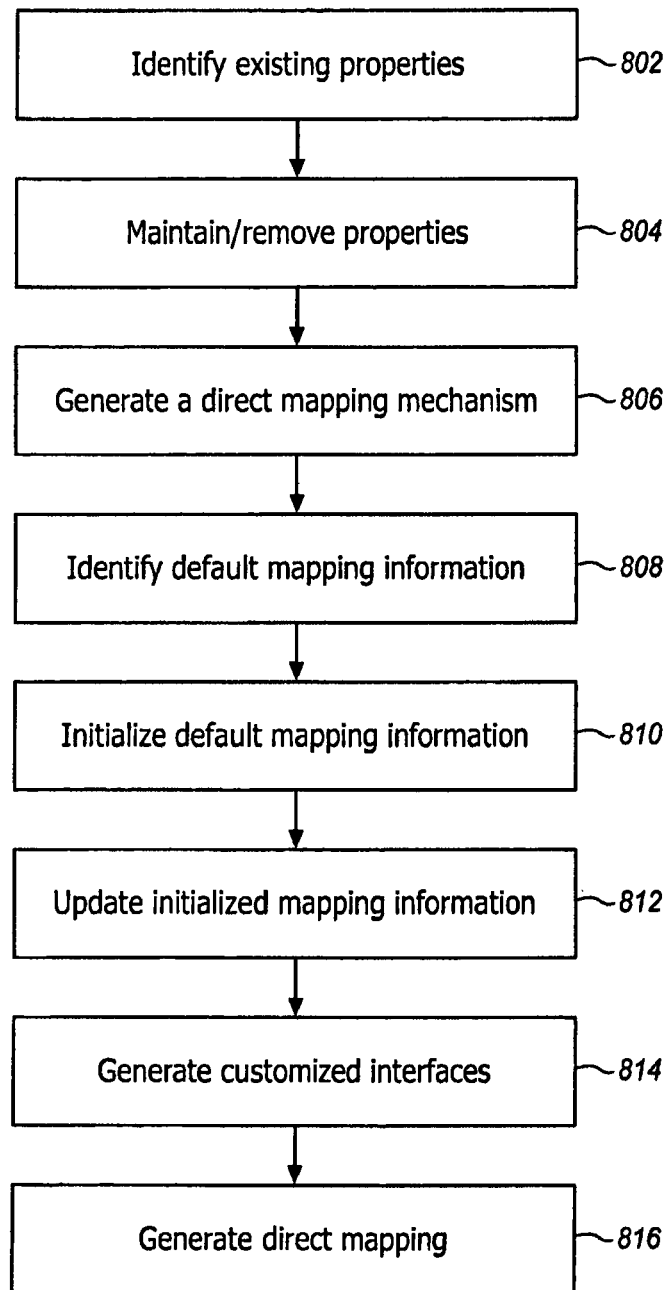 Identify existing properties 802
Maintain/remove properties 804
Generate a direct mapping mechanism 806
Identify default mapping information 808
Initialize default mapping information 810
Update initialized mapping information 812
Generate customized interfaces 814
Generate direct mapping 816